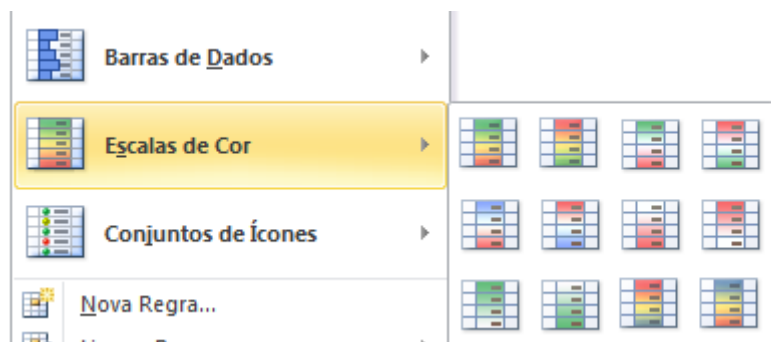 Barras de Dados
Escalas de Cor
Conjuntos de Ícones
Nova Regra...